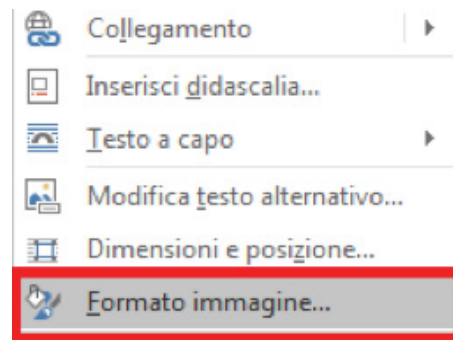 Collegamento
Inserisci didascalia...
Testo a capo
Modifica testo alternativo...
Dimensioni e posizione...
Formato immagine...